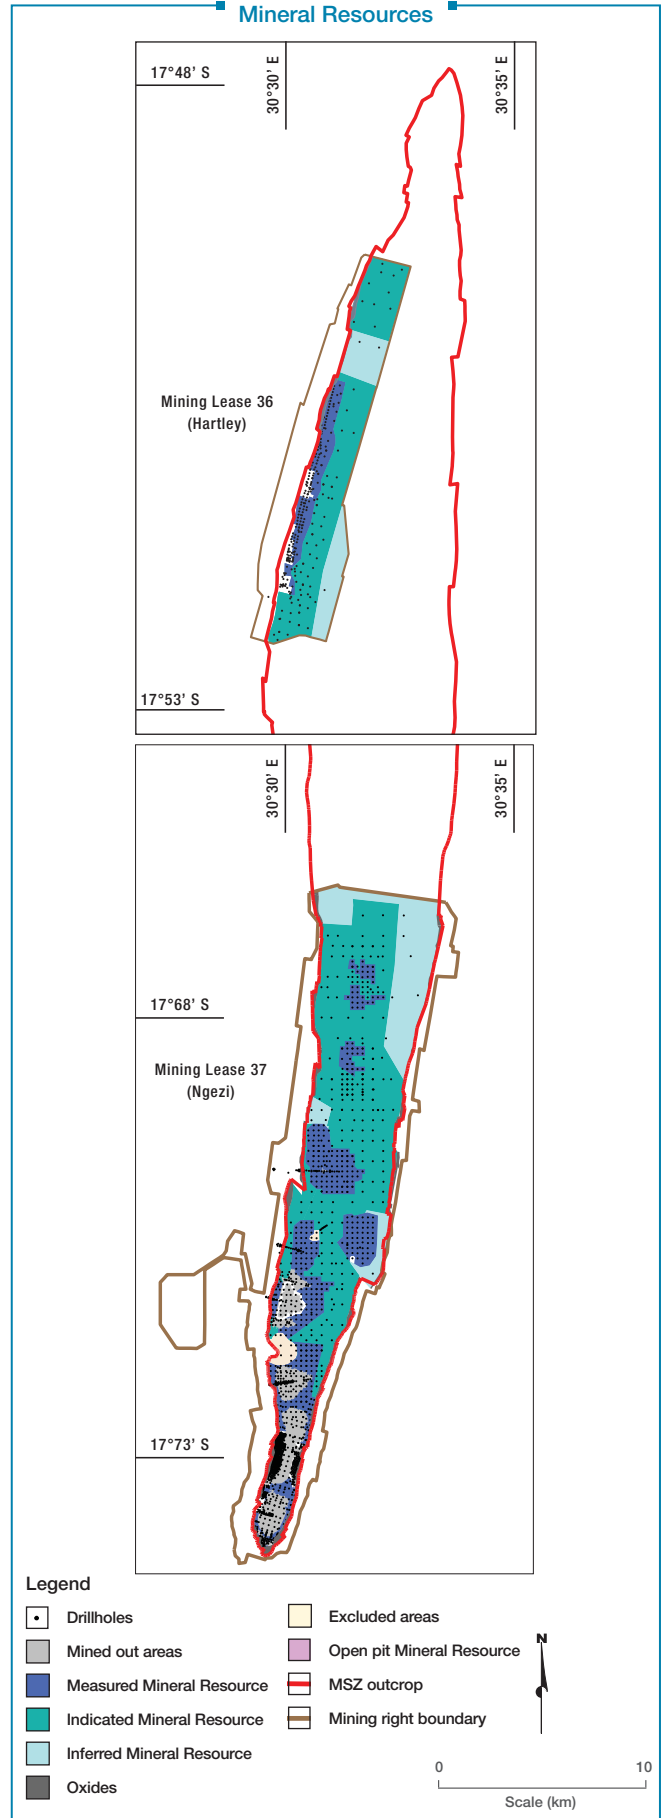 Mineral Resources
17°48' S
30°30' E
30°35' E
Mining Lease 36
(Hartley)
17°53' S
30°30' E
30°35' E
17°68' S
Mining Lease 37
(Ngezi)
17°73' S
Legend
Drillholes
Mined out areas
Measured Mineral Resource
Indicated Mineral Resource
Inferred Mineral Resource
Oxides
Excluded areas
Open pit Mineral Resource
MSZ outcrop
Mining right boundary
N
0 10
Scale (km)